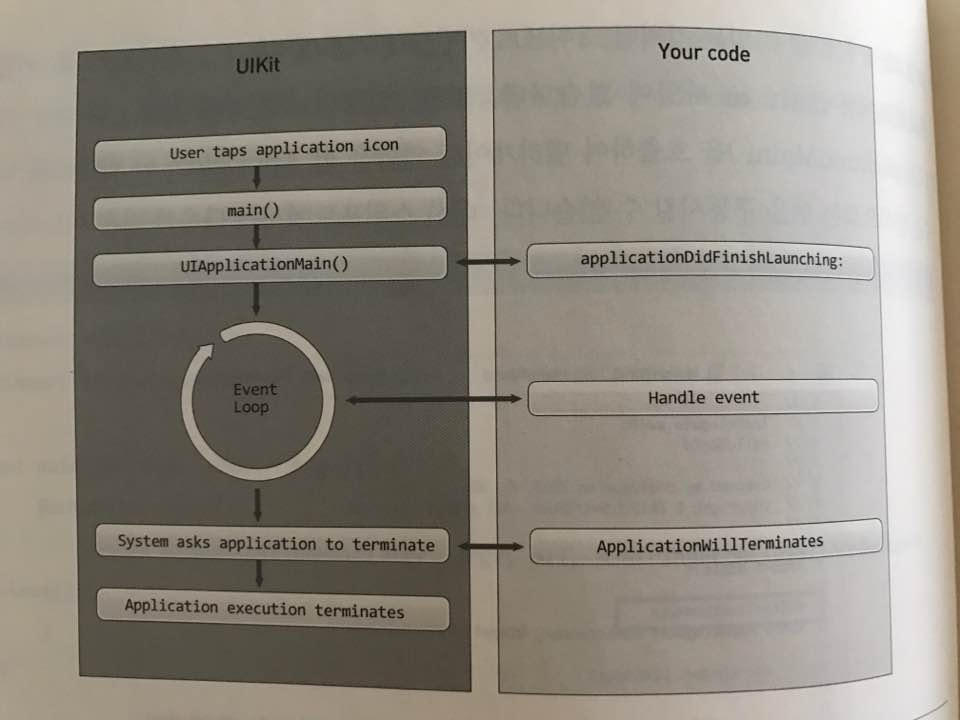 UIKit
User taps application icon
main()
UIApplicationMain()
Event
Loop
System asks application to terminate
Application execution terminates
Your code
applicationDidFinishLaunching:
Handle event
ApplicationWillTerminates